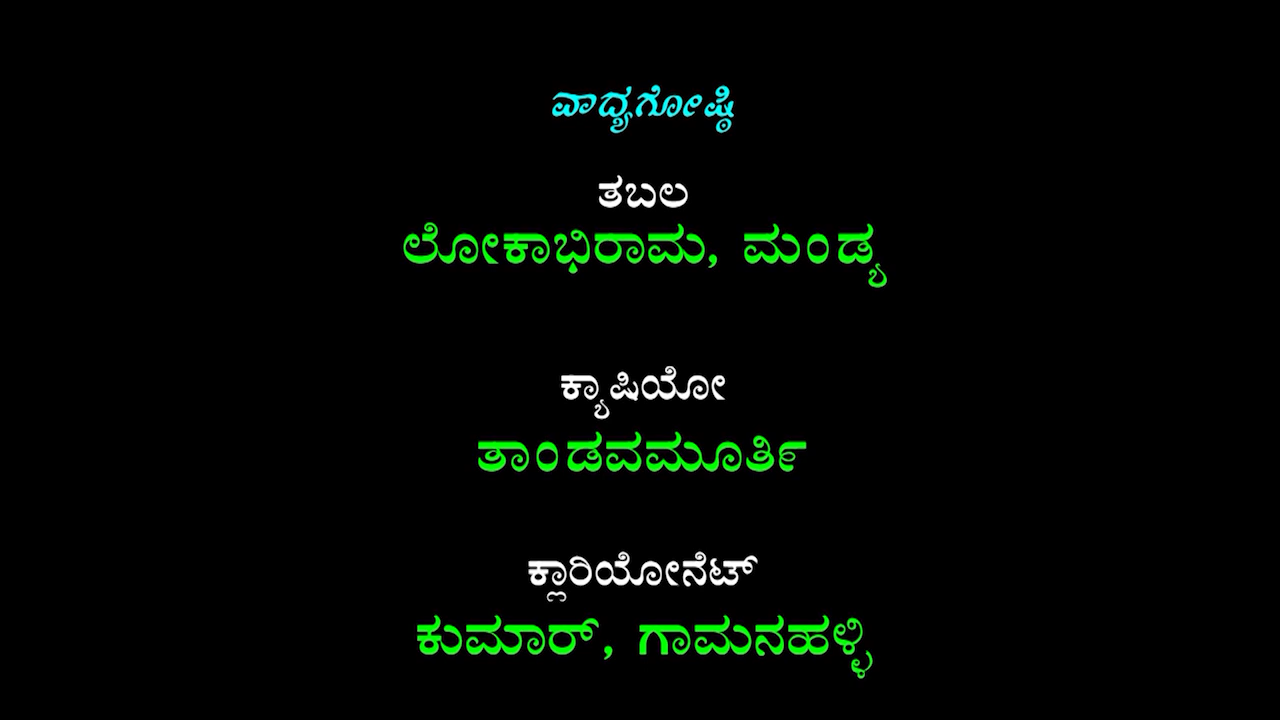 ವಾದ್ಯಗೋಷ್ಠಿ
ತಬಲ
ಲೋಕಾಭಿರಾಮ, ಮಂಡ್ಯ
ಕ್ಯಾಷಿಯೋ
ತಾಂಡವಮೂರ್ತಿ
ಕ್ಲಾರಿಯೋನೆಟ್
ಕುಮಾರ್, ಗಾಮನಹಳ್ಳಿ